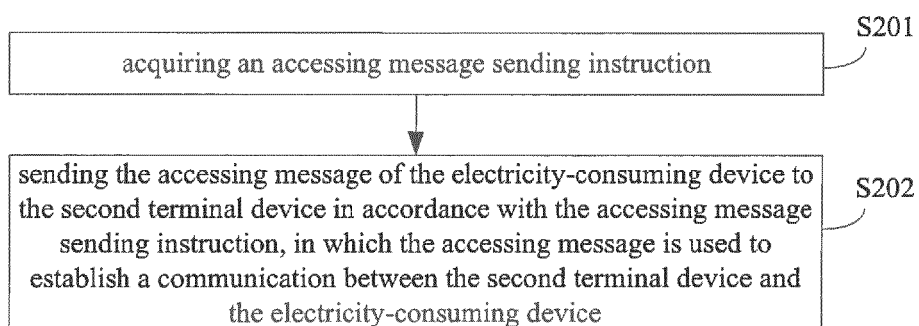 S201
acquiring an accessing message sending instruction
S202
sending the accessing message of the electricity-consuming device to
the second terminal device in accordance with the accessing message
sending instruction, in which the accessing message is used to
establish a communication between the second terminal device and
the electricity-consuming device